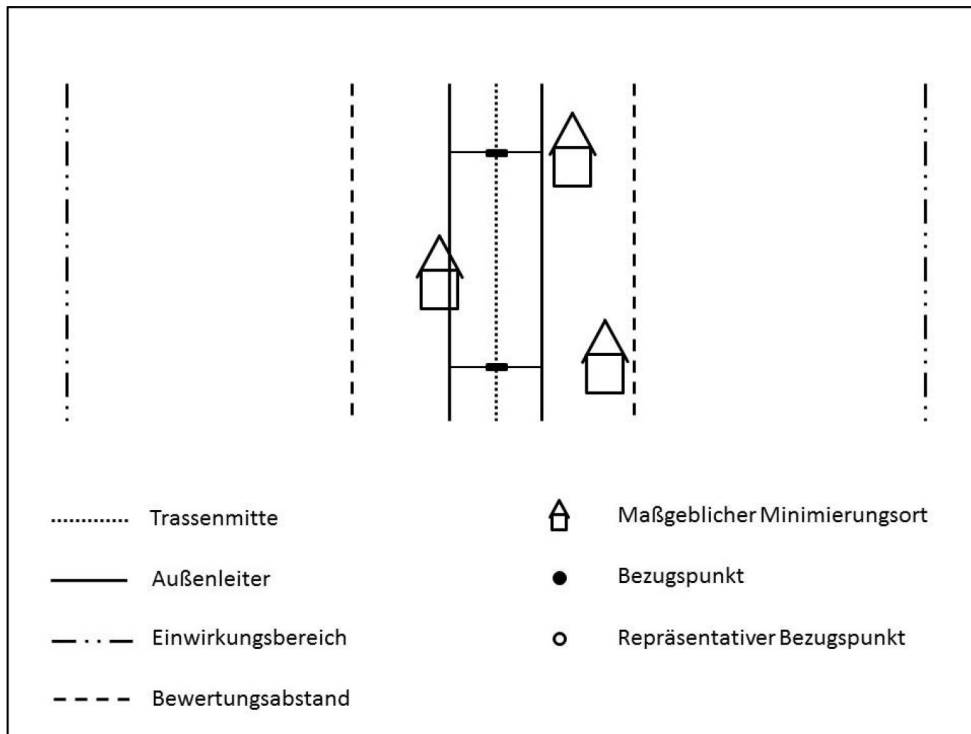 Trassenmitte
Außenleiter
Einwirkungsbereich
Bewertungsabstand
Maßgeblicher Minimierungsort
Bezugspunkt
Repräsentativer Bezugspunkt